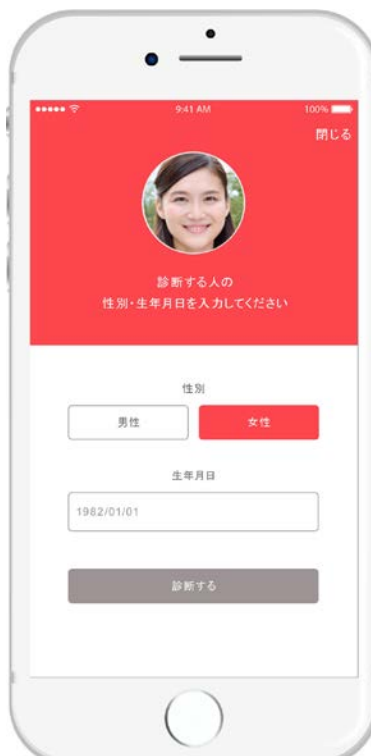 9:41 AM
100%
閉じる
診断する人の
性別・生年月日を入力してください
性別
男性
女性
生年月日
1982/01/01
診断する